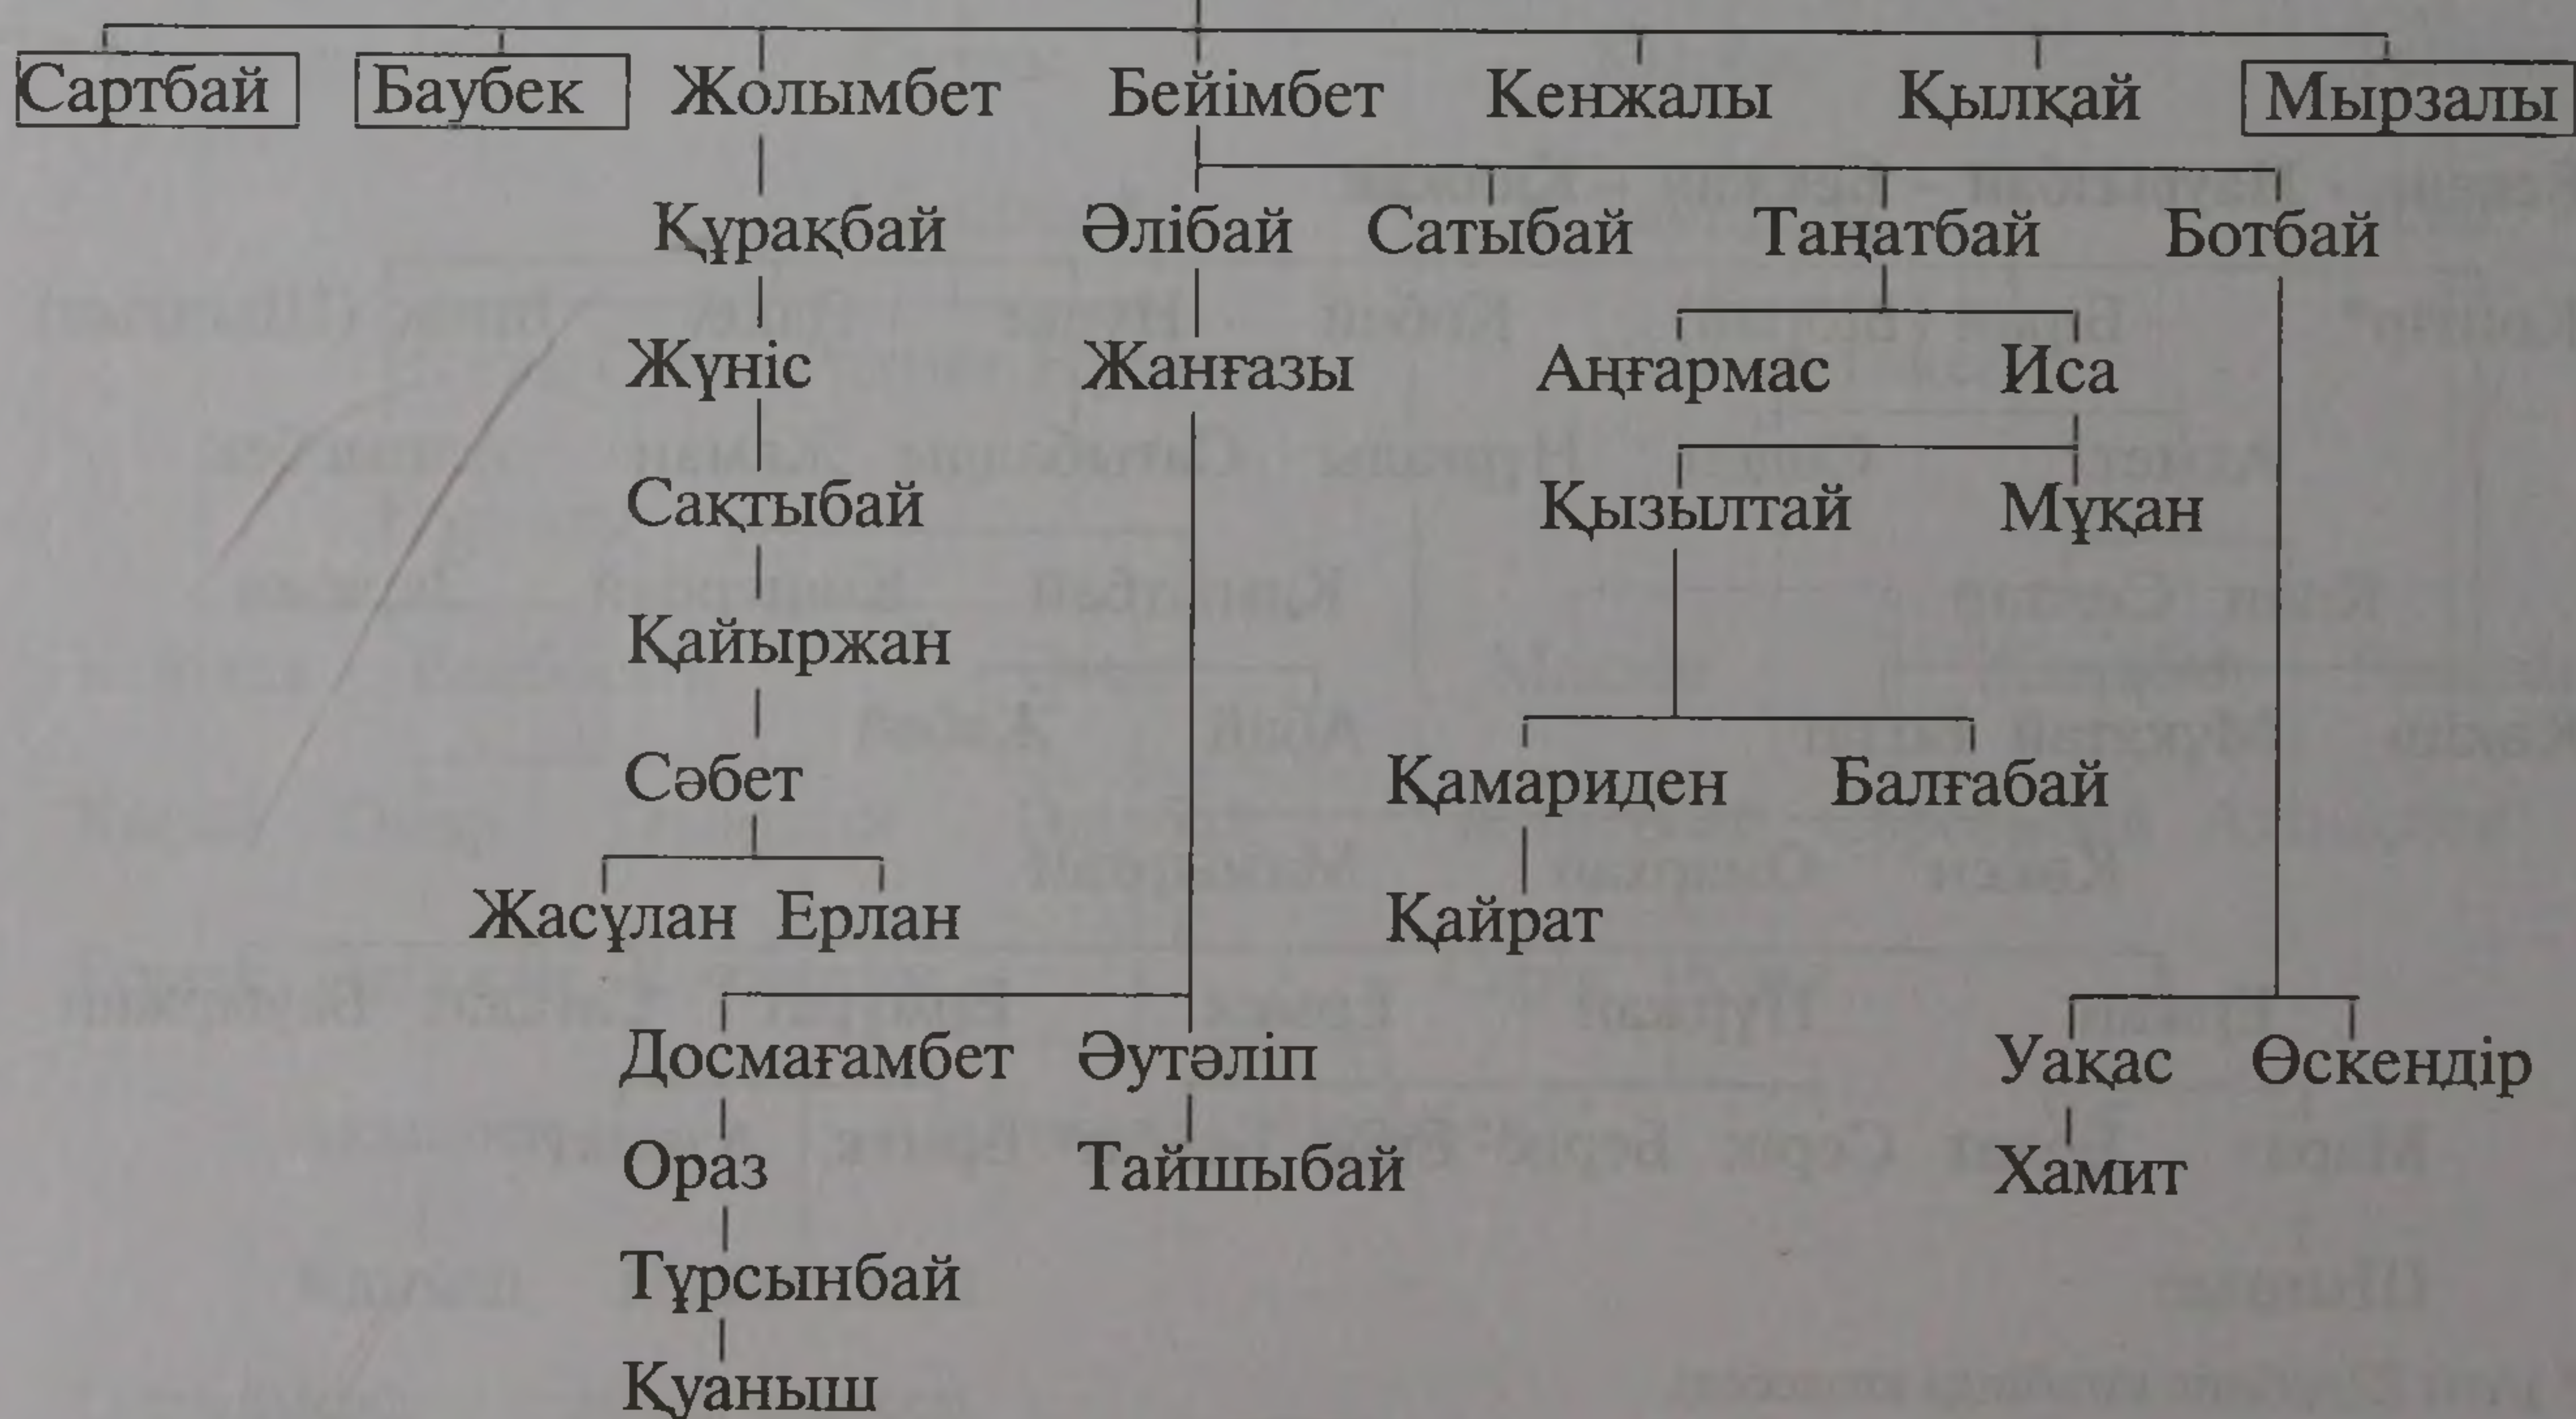 Сартбай Баубек Жолымбет Бейімбет Кенжалы Қылқай Мырзалы
Құрақбай Әлібай Сатыбай Таңатбай Ботбай
Жүніс Жанғазы Аңғармас Иса
Сақтыбай Қызылтай Мұқан
Қайыржан
Сәбет Қамариден Балғабай
Жасұлан Ерлан Қайрат
Досмағамбет Әутәліп Уақас Өскендір
Ораз Тайшыбай Хамит
Тұрсынбай
Қуаныш